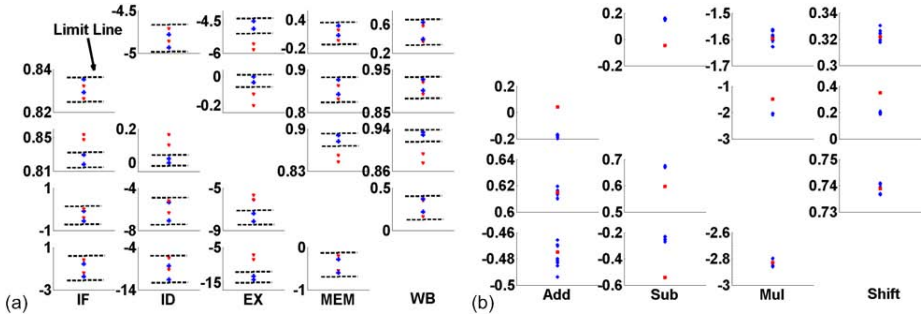 -4.5 -4.5 0.4 0.6
Limit Line
-5 -6 -0.2 0.2
0.84 0 0.9 0.95
0.82 -0.2 0.8 0.85
0.85 0.2 0.9 0.94
0
0.81 0.83 0.86
1 -4 -5 0.5
-1 -8 -9 0
1 -4 -5 0
-15
-3 -14 -1
(a) IF ID EX MEM WB
0.2 -1.5 0.34
0 -1.6 0.32
0.2 -1.7 0.3
0.2 -1 0.4
0 -2 0.2
-0.2 -3 0
0.64 0.7 0.75
0.62 0.6 0.74
0.6 0.5 0.73
-0.46 -0.2 -2.6
-0.48 -0.4 -2.8
-0.5 -0.6 -3
(b) Add Sub Mul Shift